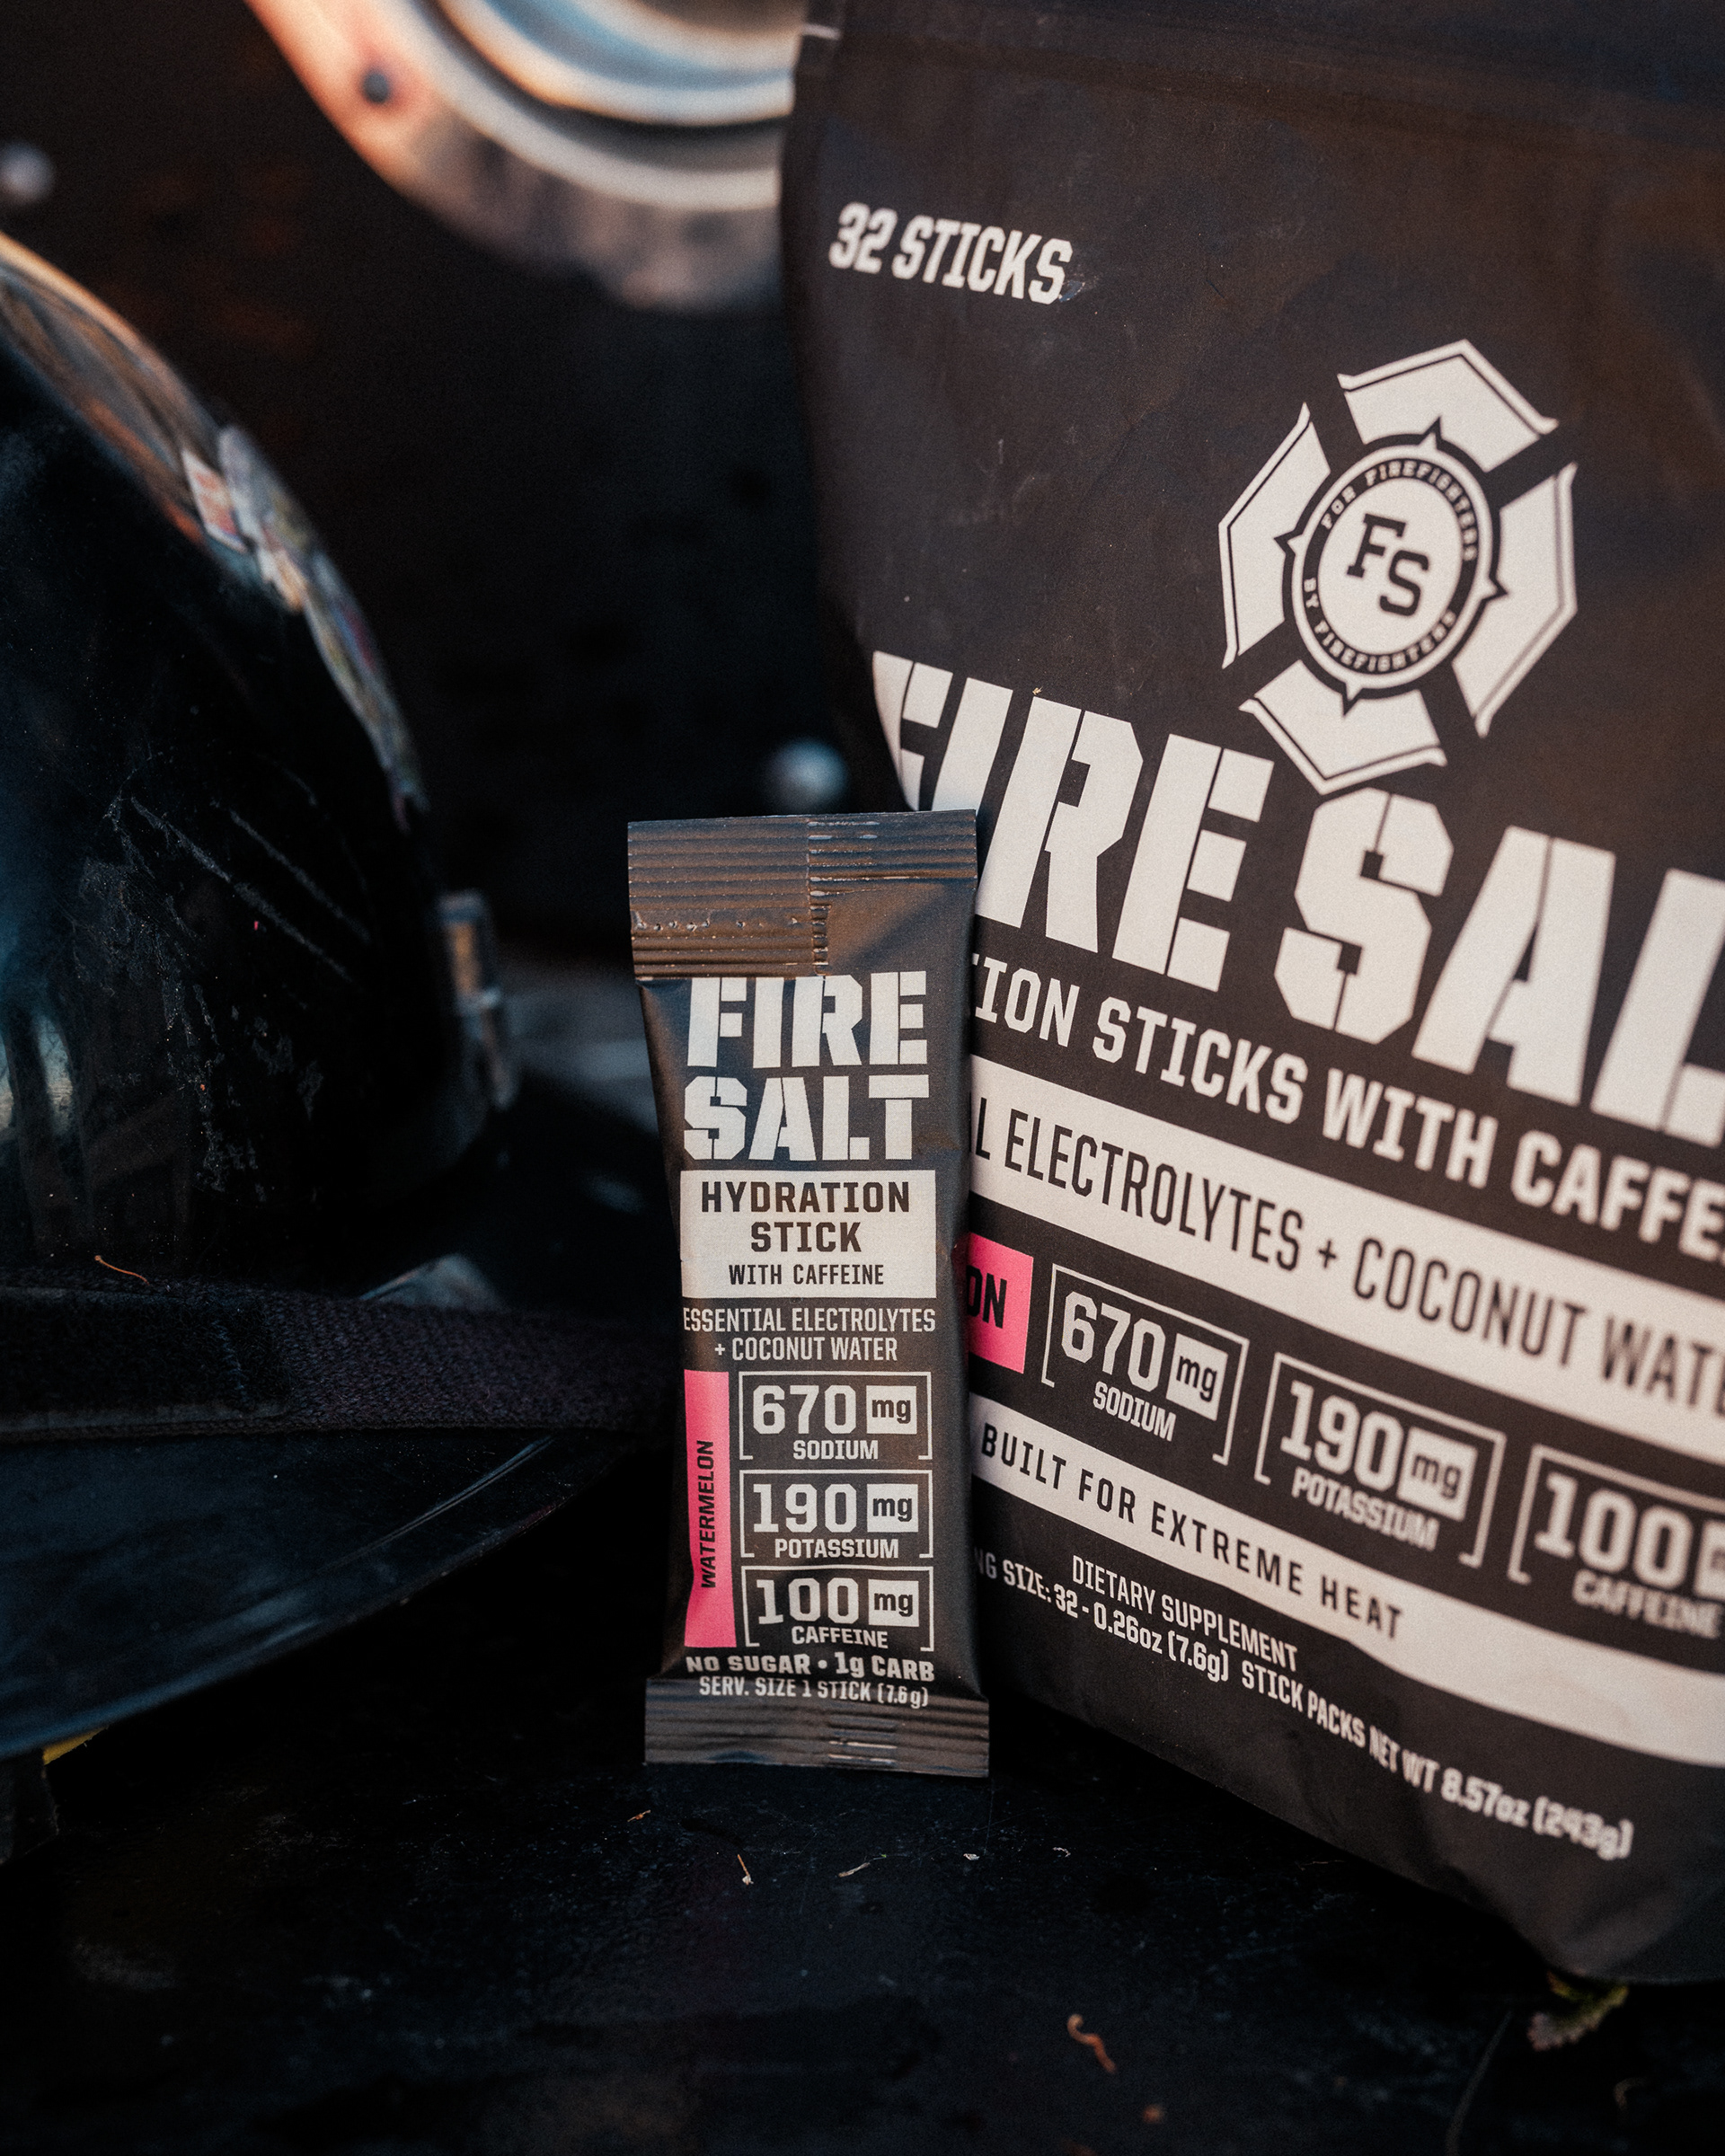 32 STICKS
FOR FIREFIGHTERS
FS
BY FIREFIGHTERS
FIRE SAL
TION STICKS WITH CAFFE
L ELECTROLYTES + COCONUT WAT
ON
670 mg
SODIUM
190 mg
POTASSIUM
100
CAFFEINE
BUILT FOR EXTREME HEAT
DIETARY SUPPLEMENT
NG SIZE: 32 - 0.26oz (7.6g) STICK PACKS NET WT 8.57oz (243g)
FIRE
SALT
HYDRATION
STICK
WITH CAFFEINE
ESSENTIAL ELECTROLYTES
+ COCONUT WATER
WATERMELON
670 mg
SODIUM
190 mg
POTASSIUM
100 mg
CAFFEINE
NO SUGAR • 1g CARB
SERV. SIZE 1 STICK (7.6g)